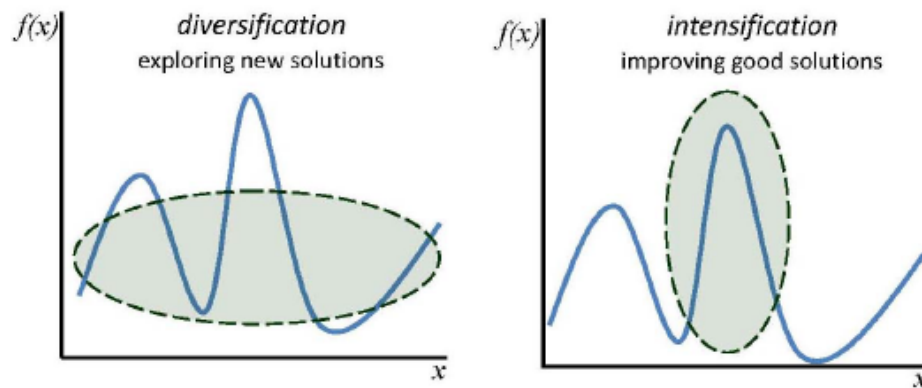 f(x)
diversification
exploring new solutions
x
f(x)
intensification
improving good solutions
x